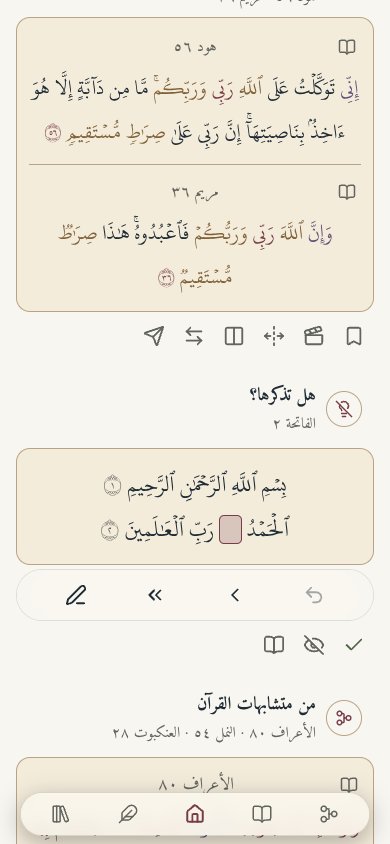 هود ٥٦
إِنِّي تَوَكَّلْتُ عَلَى ٱللَّهِ رَبِّي وَرَبِّكُمۚ مَّا مِن دَآبَّةٍ إِلَّا هُوَ
ءَاخِذُۢ بِنَاصِيَتِهَآۚ إِنَّ رَبِّي عَلَىٰ صِرَٰطٖ مُّسۡتَقِيمٖ ٥٦
مريم ٣٦
وَإِنَّ ٱللَّهَ رَبِّي وَرَبُّكُمۡ فَٱعۡبُدُوهُۚ هَٰذَا صِرَٰطٞ
مُّسۡتَقِيمٞ ٣٦
هل تذكرها؟
الفاتحة ٢
بِسۡمِ ٱللَّهِ ٱلرَّحۡمَٰنِ ٱلرَّحِيمِ ١
ٱلۡحَمۡدُ رَبِّ ٱلۡعَٰلَمِينَ ٢
من متشابهات القرآن
الأعراف ٨٠ · النمل ٥٤ · العنكبوت ٢٨
الأعراف ٨٠